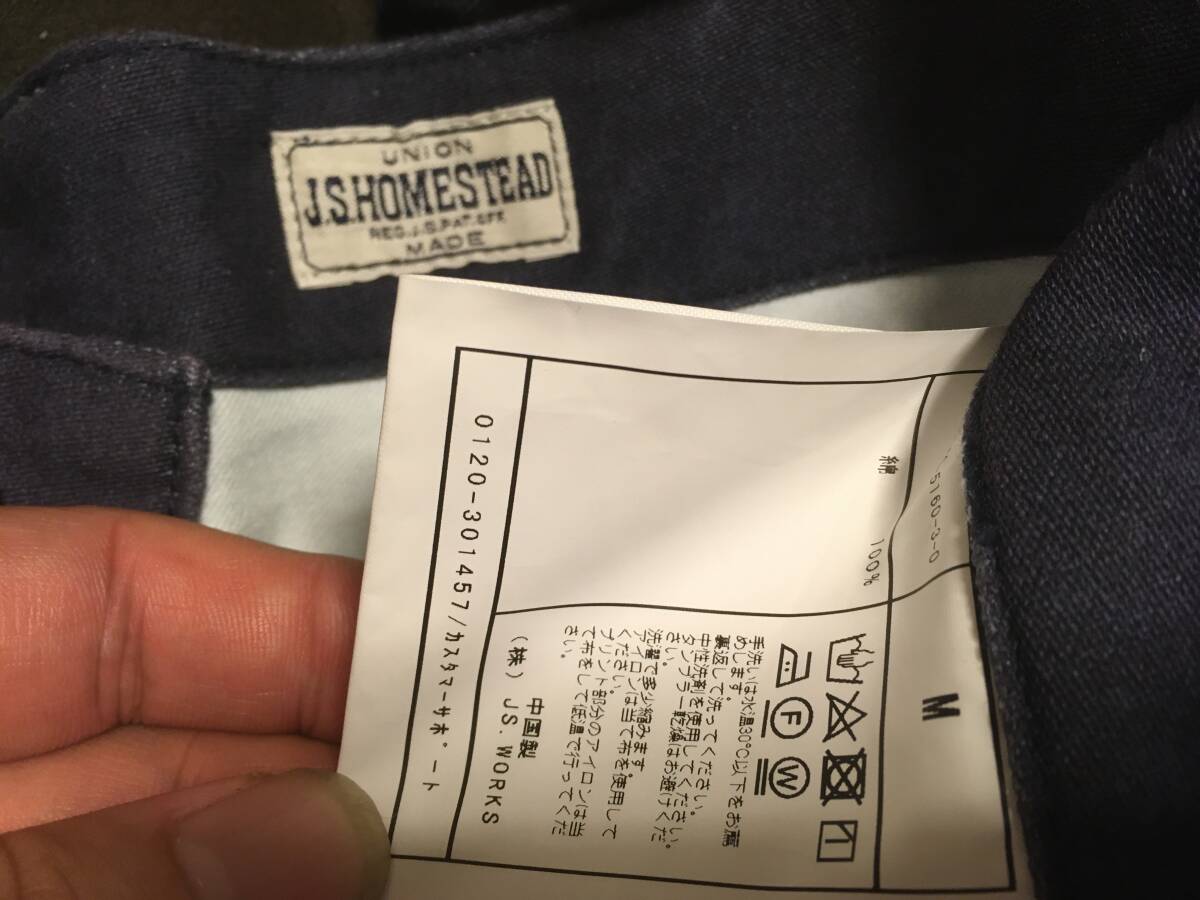 UNION
J.S.HOMESTEAD
REG.J.S.PAT.OFF
MADE
5160-3-0
M
綿 100%
手洗いは水温30℃以下をお薦
めします。
裏返して洗ってください。
中性洗剤を使用してください。
タンブラー乾燥はお避けくだ
さい。
洗濯で多少縮みます。
アイロンは当て布を使用して
ください。
プリント部分のアイロンは当
て布をして低温で行ってくだ
さい。
F
W
中国製
(株) JS.WORKS
0120-301457/カスタマーサポート